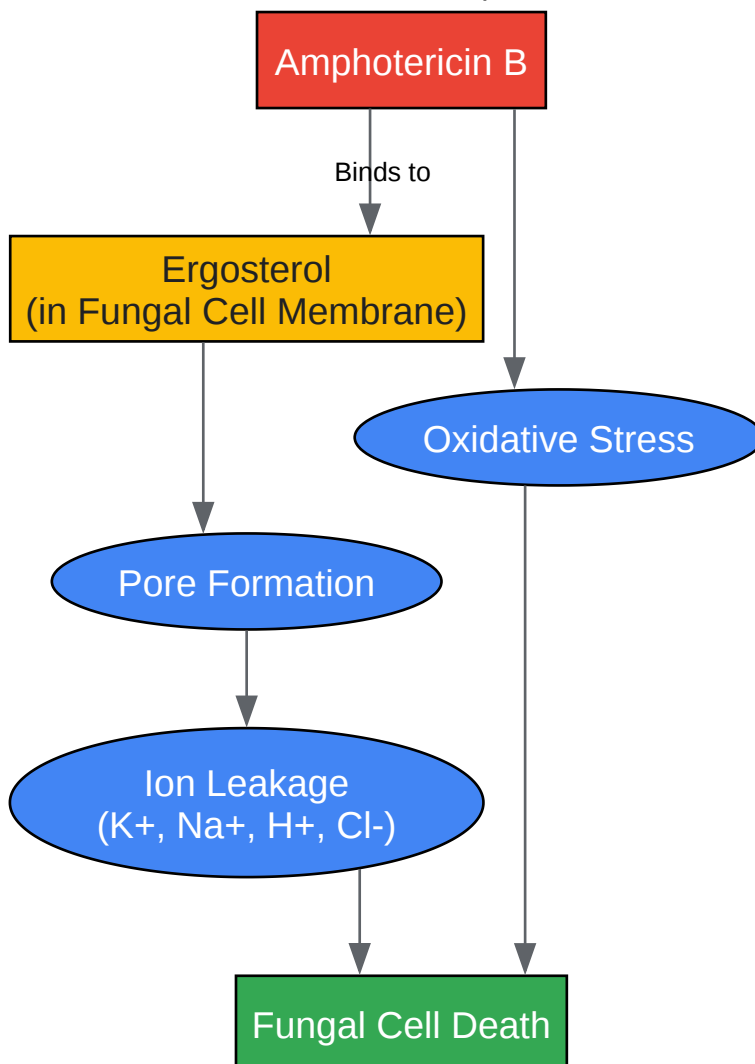 Amphotericin B
Binds to
Ergosterol
(in Fungal Cell Membrane)
Oxidative Stress
Pore Formation
Ion Leakage
(K+, Na+, H+, Cl-)
Fungal Cell Death